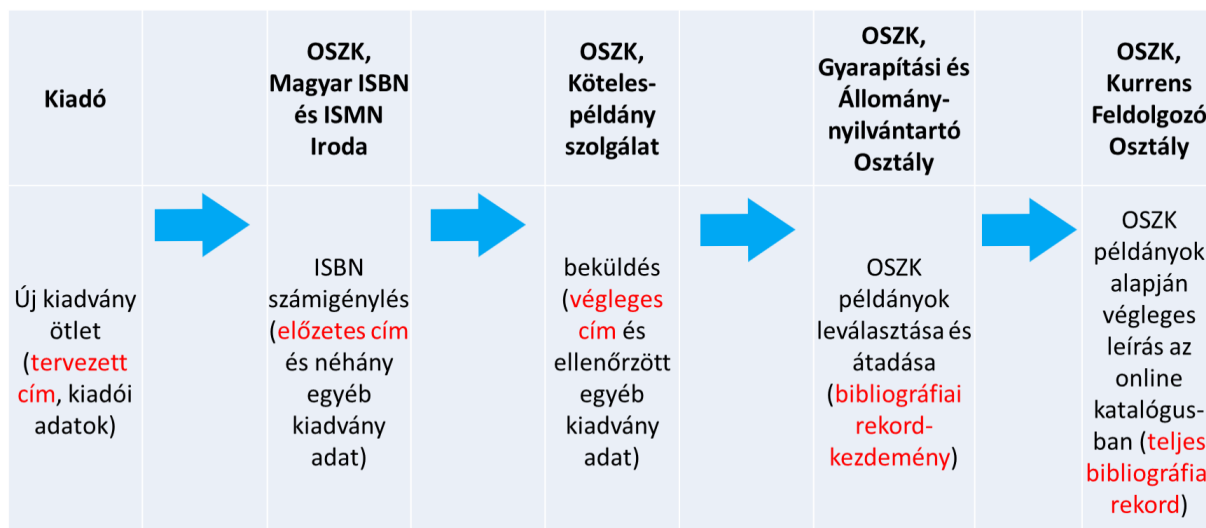 Kiadó
OSZK,
Magyar ISBN
és ISMN
Iroda
OSZK,
Köteles-
példány
szolgálat
OSZK,
Gyarapítási és
Állomány-
nyilvántartó
Osztály
OSZK,
Kurrens
Feldolgozó
Osztály
Új kiadvány
ötlet
(tervezett
cím, kiadói
adatok)
ISBN
számigénylés
(előzetes cím
és néhány
egyéb
kiadvány
adat)
beküldés
(végleges
cím és
ellenőrzött
egyéb
kiadvány
adat)
OSZK
példányok
leválasztása és
átadása
(bibliográfiai
rekord-
kezdemény)
OSZK
példányok
alapján
végleges
leírás az
online
katalógus-
ban (teljes
bibliográfiai
rekord)